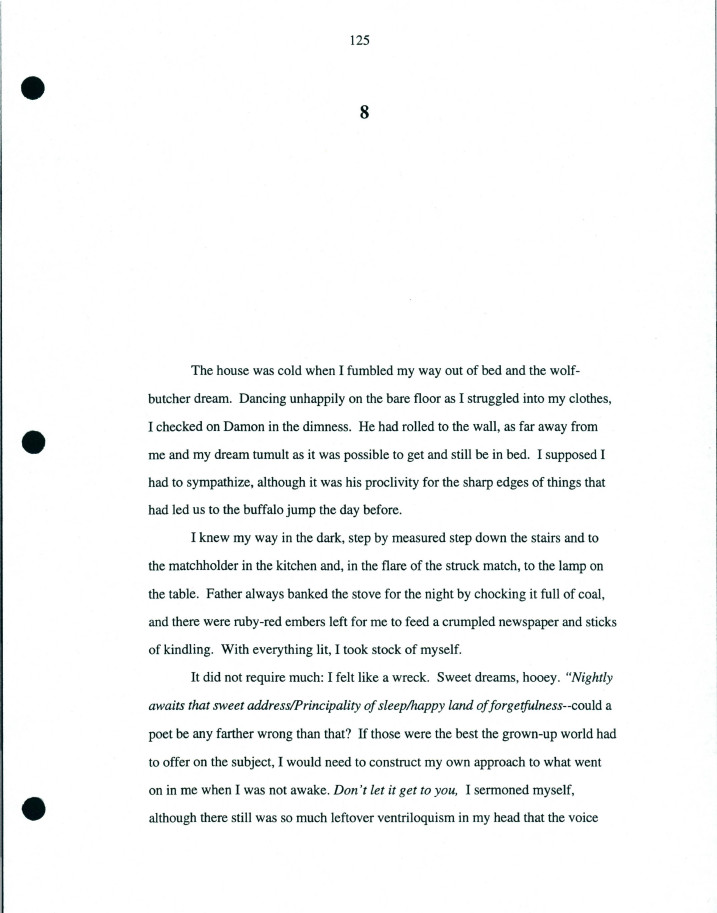 125
8
The house was cold when I fumbled my way out of bed and the wolf-
butcher dream.  Dancing unhappily on the bare floor as I struggled into my clothes,
I checked on Damon in the dimness.  He had rolled to the wall, as far away from
me and my dream tumult as it was possible to get and still be in bed.  I supposed I
had to sympathize, although it was his proclivity for the sharp edges of things that
had led us to the buffalo jump the day before.
I knew my way in the dark, step by measured step down the stairs and to
the matchholder in the kitchen and, in the flare of the struck match, to the lamp on
the table.  Father always banked the stove for the night by chocking it full of coal,
and there were ruby-red embers left for me to feed a crumpled newspaper and sticks
of kindling.  With everything lit, I took stock of myself.
It did not require much: I felt like a wreck.  Sweet dreams, hooey.  "Nightly
awaits that sweet address/Principality of sleep/happy land of forgetfulness--could a
poet be any farther wrong than that?  If those were the best the grown-up world had
to offer on the subject, I would need to construct my own approach to what went
on in me when I was not awake. Don't let it get to you,  I sermoned myself,
although there still was so much leftover ventriloquism in my head that the voice